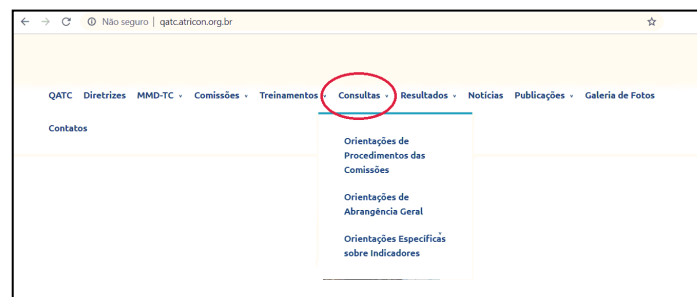 Não seguro | qatc.atricon.org.br
QATC Diretrizes MMD-TC Comissões Treinamentos Consultas Resultados Notícias Publicações Galeria de Fotos
Contatos
Orientações de
Procedimentos das
Comissões
Orientações de
Abrangência Geral
Orientações Específicas
sobre Indicadores